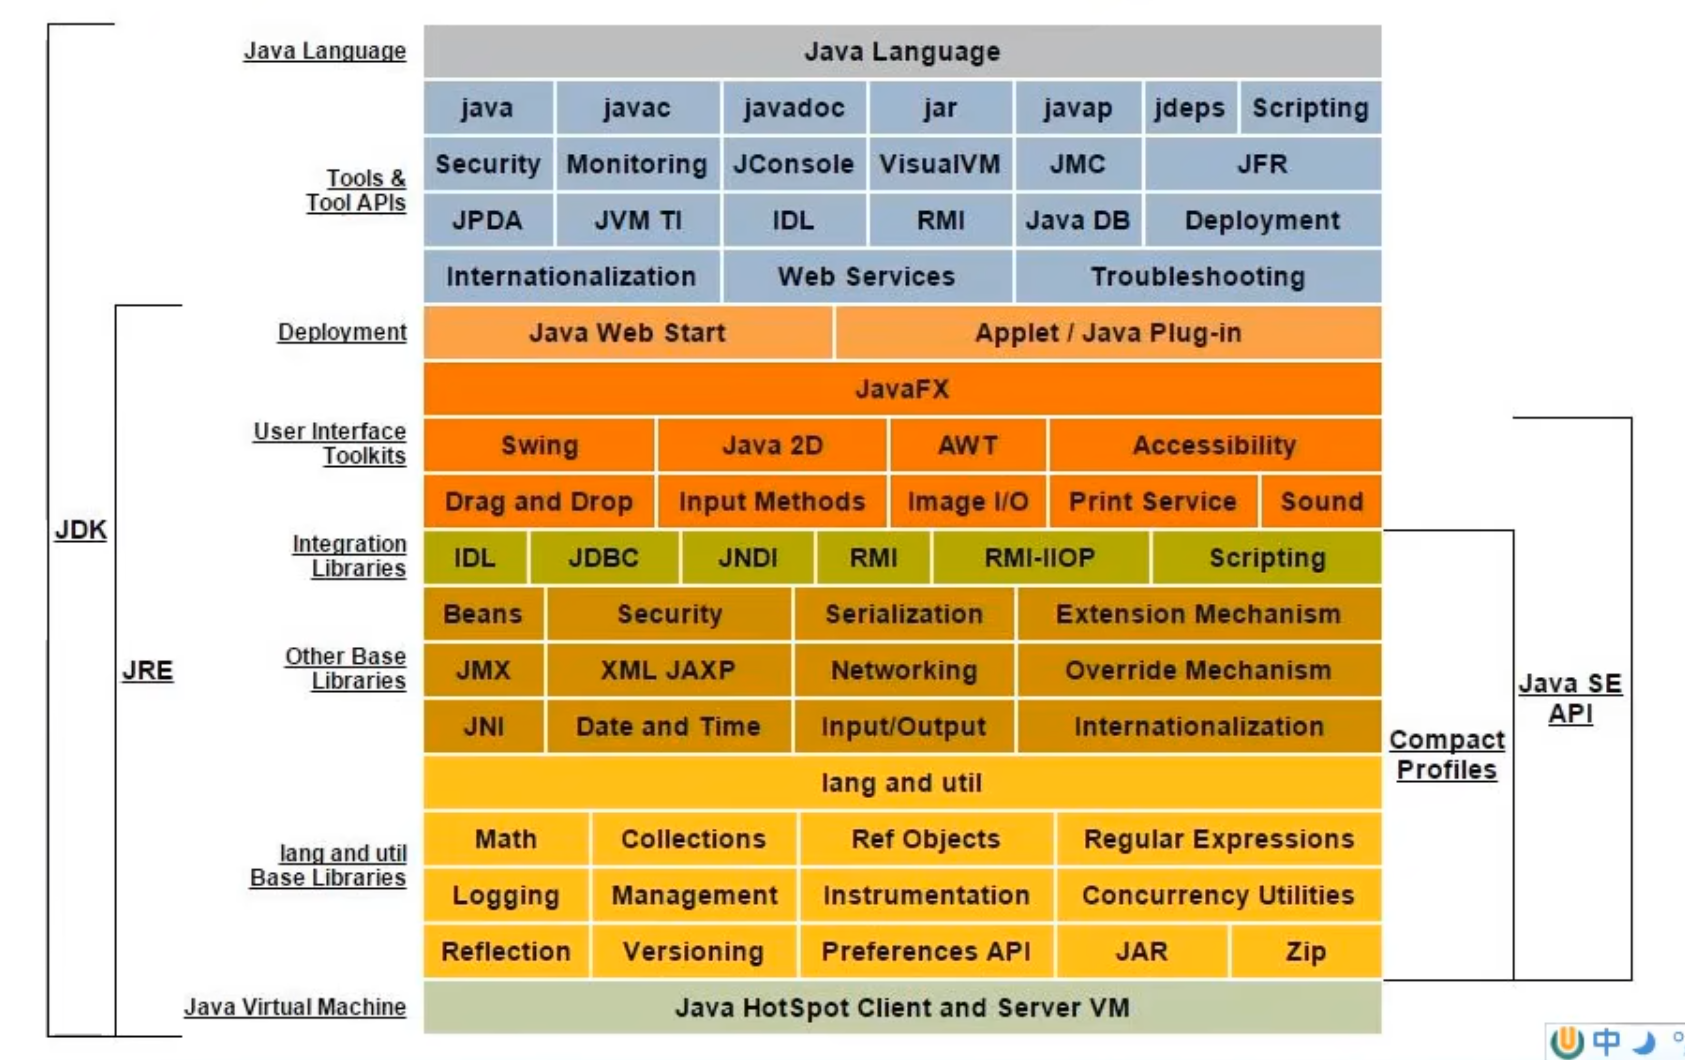 Java Language
Java Language
java javac javadoc jar javap jdeps Scripting
Tools &
Tool APIs
Security Monitoring JConsole VisualVM JMC JFR
JPDA JVM TI IDL RMI Java DB Deployment
Internationalization Web Services Troubleshooting
Deployment
Java Web Start Applet / Java Plug-in
JavaFX
User Interface
Toolkits
Swing Java 2D AWT Accessibility
Drag and Drop Input Methods Image I/O Print Service Sound
JDK
Integration
Libraries
IDL JDBC JNDI RMI RMI-IIOP Scripting
Beans Security Serialization Extension Mechanism
JRE
Other Base
Libraries
JMX XML JAXP Networking Override Mechanism
Java SE
API
JNI Date and Time Input/Output Internationalization
Compact
Profiles
lang and util
lang and util
Base Libraries
Math Collections Ref Objects Regular Expressions
Logging Management Instrumentation Concurrency Utilities
Reflection Versioning Preferences API JAR Zip
Java Virtual Machine
Java HotSpot Client and Server VM
中